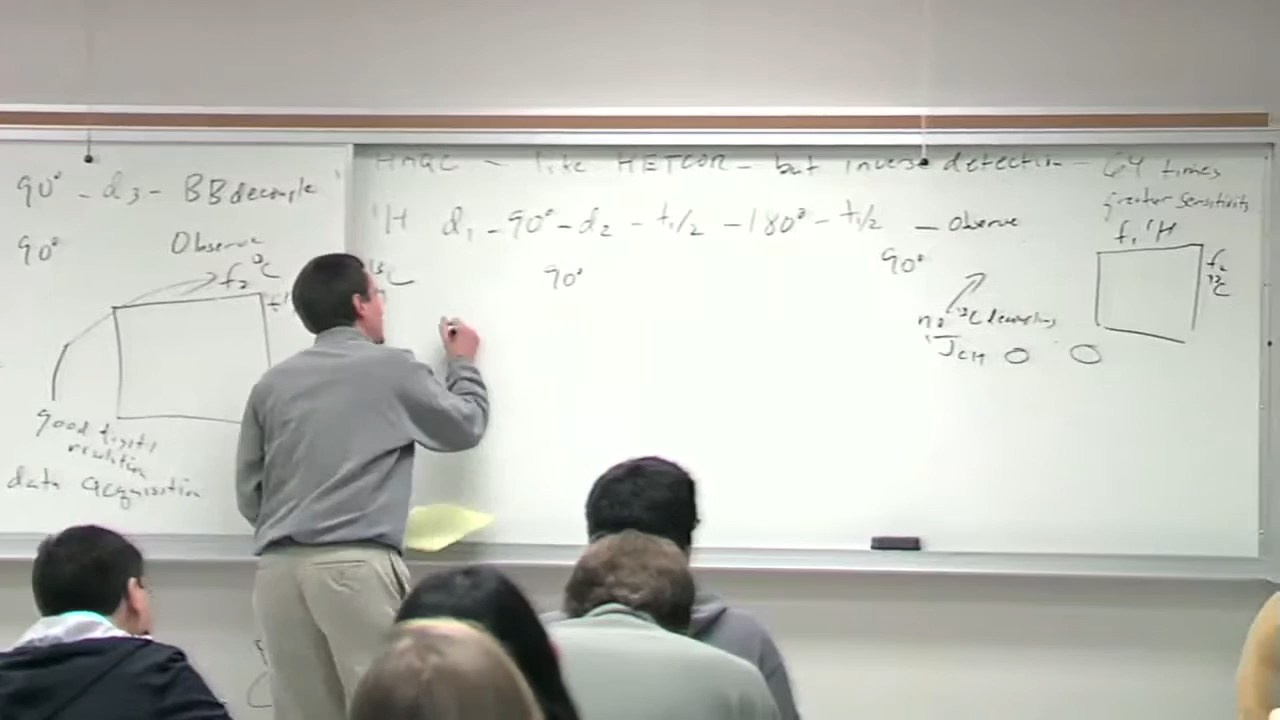 90° - d3 - BB decouple
90°
Observe
f2 13C
f1
good digital
resolution
data acquisition
HMQC - like HETCOR - but inverse detection - 64 times
greater sensitivity
1H d1 - 90° - d2 - t1/2 - 180° - t1/2 - Observe
13C 90° 90°
no 13C decoupling
1JCH
f1 1H
f2 13C